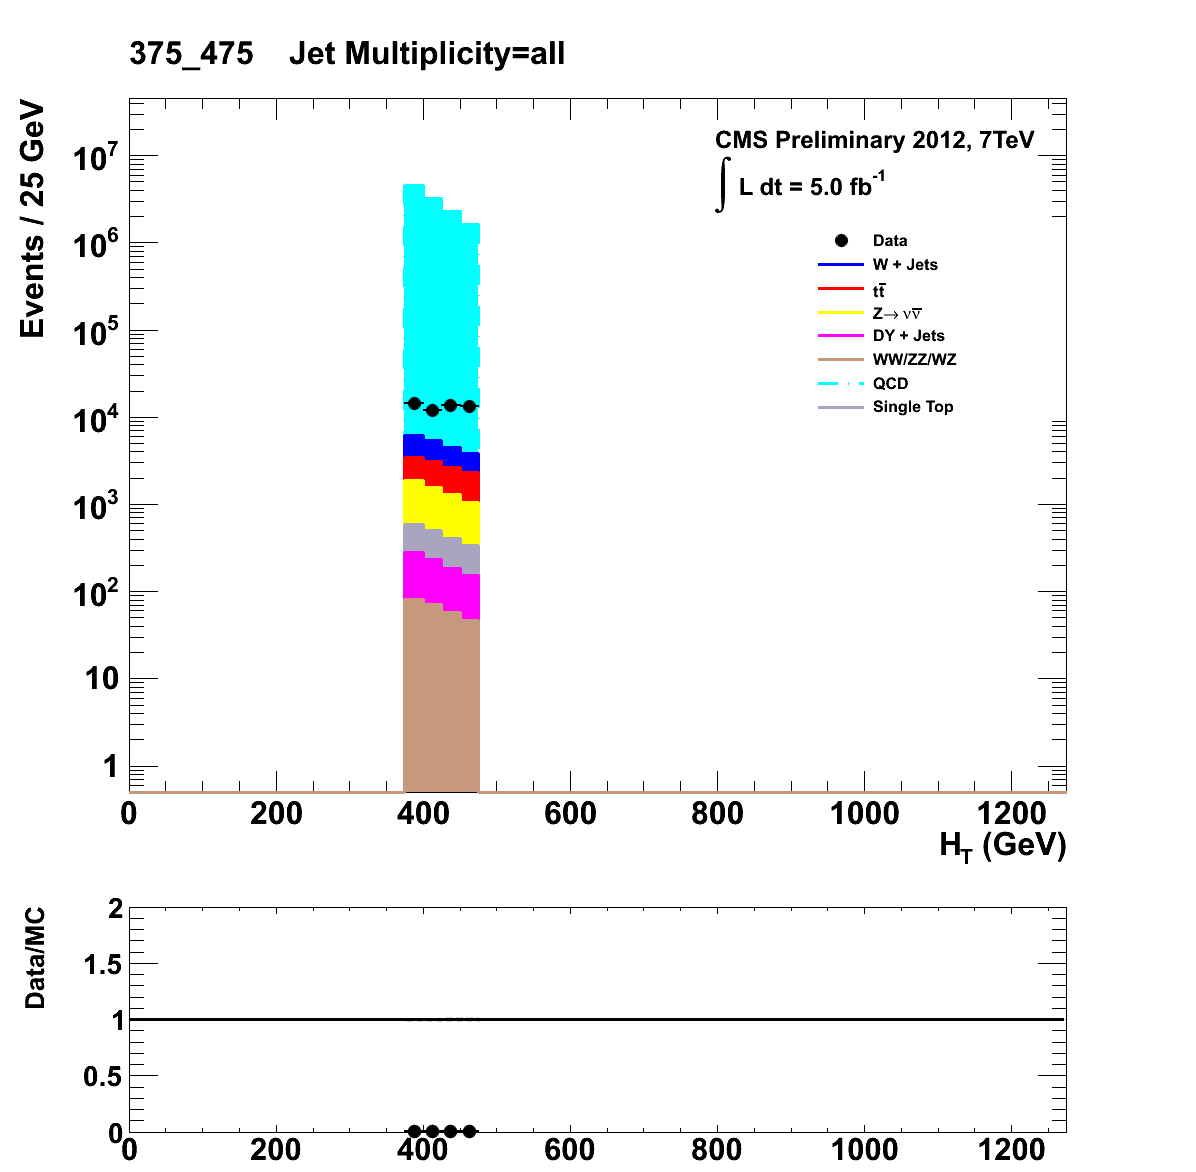 375_475 Jet Multiplicity=all
Events / 25 GeV
10⁷
10⁶
10⁵
10⁴
10³
10²
10
1
CMS Preliminary 2012, 7TeV
∫ L dt = 5.0 fb⁻¹
Data
W + Jets
tt̅
Z→ νν̅
DY + Jets
WW/ZZ/WZ
QCD
Single Top
0 200 400 600 800 1000 1200
H_T (GeV)
Data/MC
2
1.5
1
0.5
0
0 200 400 600 800 1000 1200